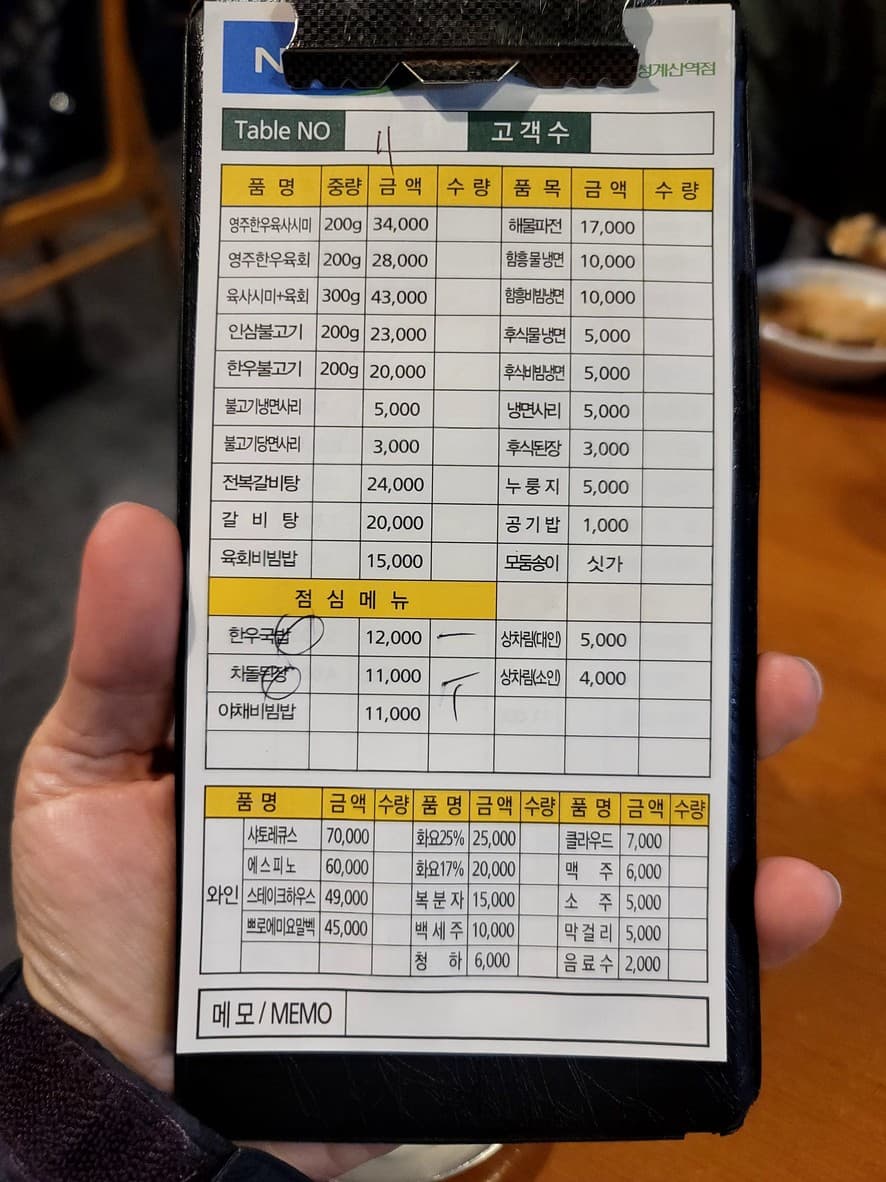 N
청계산역점
Table NO 11 고객수
품명 중량 금액 수량 품목 금액 수량
영주한우육사시미 200g 34,000 해물파전 17,000
영주한우육회 200g 28,000 함흥물냉면 10,000
육사시미+육회 300g 43,000 함흥비빔냉면 10,000
인삼불고기 200g 23,000 후식물냉면 5,000
한우불고기 200g 20,000 후식비빔냉면 5,000
불고기냉면사리 5,000 냉면사리 5,000
불고기당면사리 3,000 후식된장 3,000
전복갈비탕 24,000 누룽지 5,000
갈비탕 20,000 공기밥 1,000
육회비빔밥 15,000 모둠송이 싯가
점심메뉴
한우국밥 12,000 一 상차림(대인) 5,000
차돌된장 11,000 丅 상차림(소인) 4,000
야채비빔밥 11,000
품명 금액 수량 품명 금액 수량 품명 금액 수량
와인 샤토레큐스 70,000 화요25% 25,000 클라우드 7,000
에스피노 60,000 화요17% 20,000 맥주 6,000
스테이크하우스 49,000 복분자 15,000 소주 5,000
쁘로에미요말벡 45,000 백세주 10,000 막걸리 5,000
청하 6,000 음료수 2,000
메모/MEMO